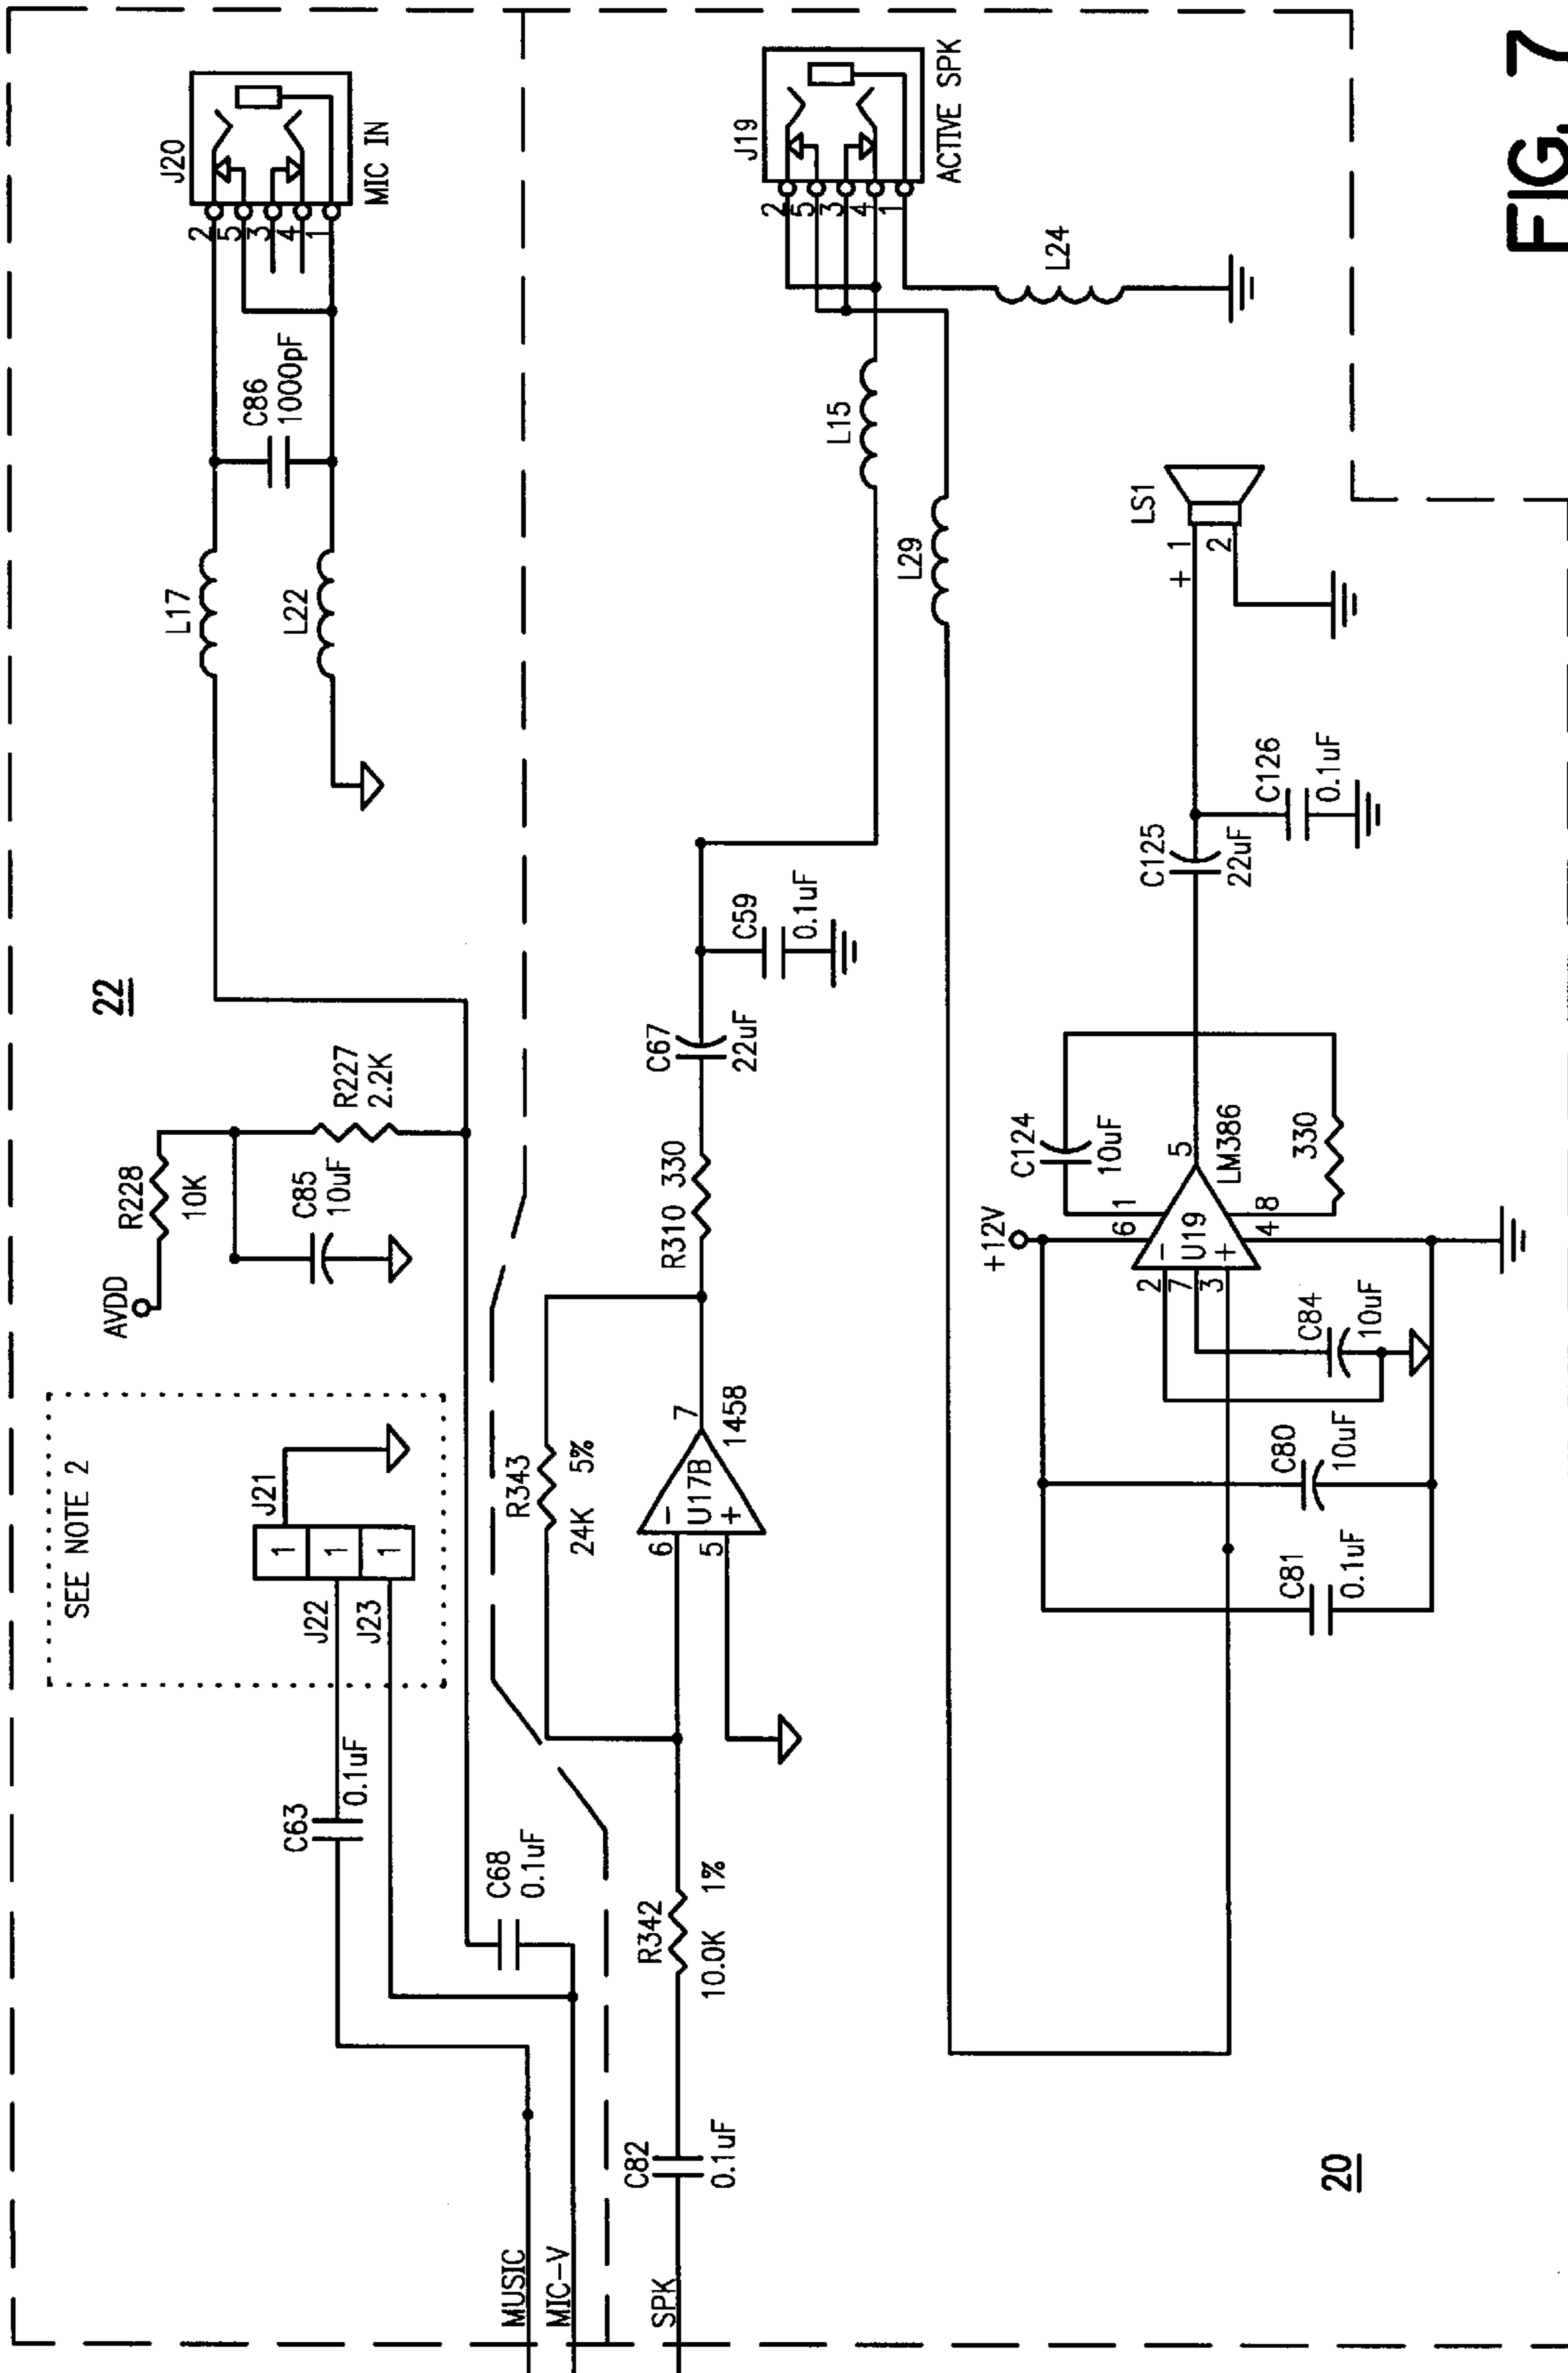 22
SEE NOTE 2
AVDD
R228
10K
C85
10uF
R227
2.2K
L17
L22
C86
1000pF
J20
2
5
3
4
1
MIC IN
J21
1
1
1
J22
J23
C63
0.1uF
C68
0.1uF
MUSIC
MIC-V
SPK
C82
0.1uF
R342
10.0K 1%
R343
24K 5%
6
-
U17B
5
+
7
1458
R310 330
C67
22uF
C59
0.1uF
L15
L29
J19
2
5
3
4
1
ACTIVE SPK
L24
+12V
C81
0.1uF
C80
10uF
C84
10uF
2
7
3
-
U19
+
6
1
4
8
5
LM386
C124
10uF
330
C125
22uF
C126
0.1uF
LS1
+ 1
2
20
FIG. 7